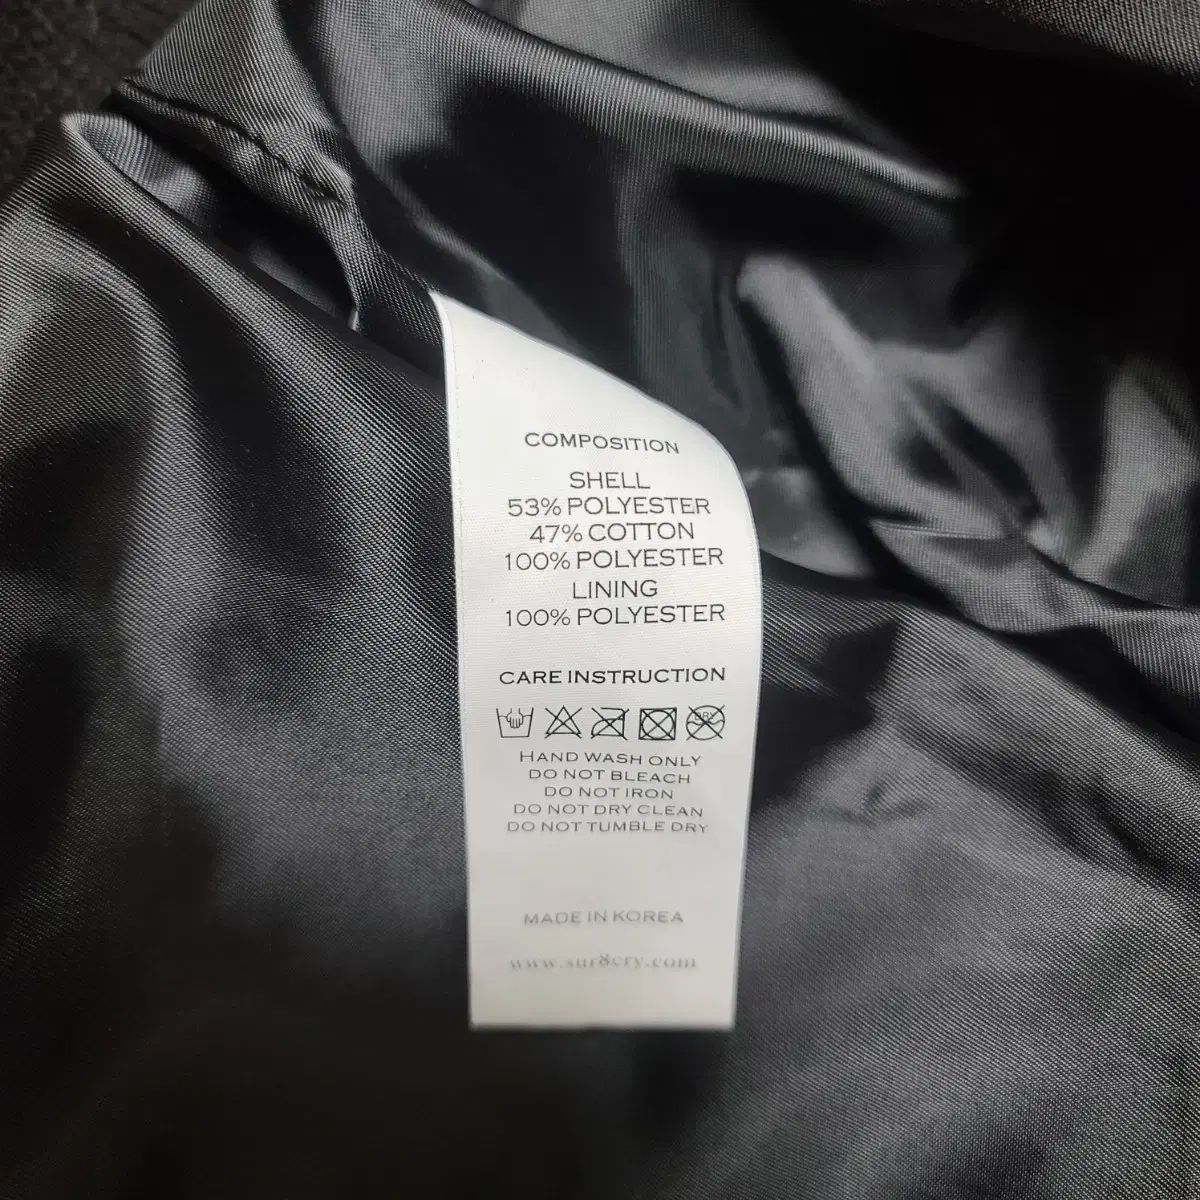 COMPOSITION
SHELL
53% POLYESTER
47% COTTON
100% POLYESTER
LINING
100% POLYESTER
CARE INSTRUCTION
DRY
HAND WASH ONLY
DO NOT BLEACH
DO NOT IRON
DO NOT DRY CLEAN
DO NOT TUMBLE DRY
MADE IN KOREA
www.sur8cry.com